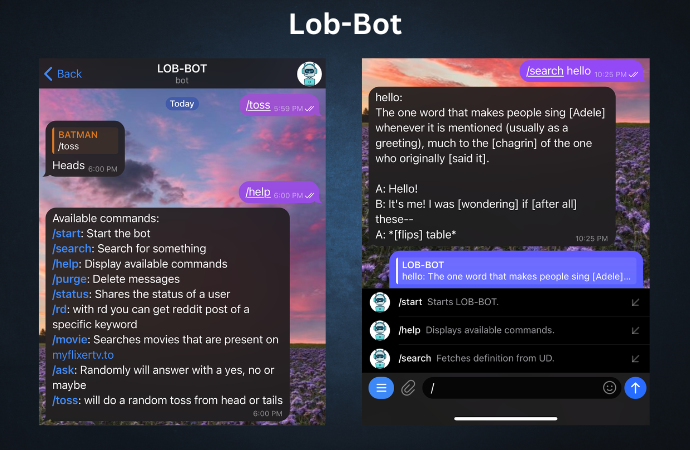 Lob-Bot
Back
LOB-BOT
bot
Today
/toss 5:59 PM
BATMAN
/toss
Heads 6:00 PM
/help 6:00 PM
Available commands:
/start: Start the bot
/search: Search for something
/help: Display available commands
/purge: Delete messages
/status: Shares the status of a user
/rd: with rd you can get reddit post of a
specific keyword
/movie: Searches movies that are present on
myflixertv.to
/ask: Randomly will answer with a yes, no or
maybe
/toss: will do a random toss from head or tails
6:00 PM
/search hello 10:25 PM
hello:
The one word that makes people sing [Adele]
whenever it is mentioned (usually as a
greeting), much to the [chagrin] of the one
who originally [said it].
A: Hello!
B: It's me! I was [wondering] if [after all]
these--
A: *[flips] table*
10:25 PM
LOB-BOT
hello: The one word that makes people sing [Adele]...
/start Starts LOB-BOT.
/help Displays available commands.
/search Fetches definition from UD.
/